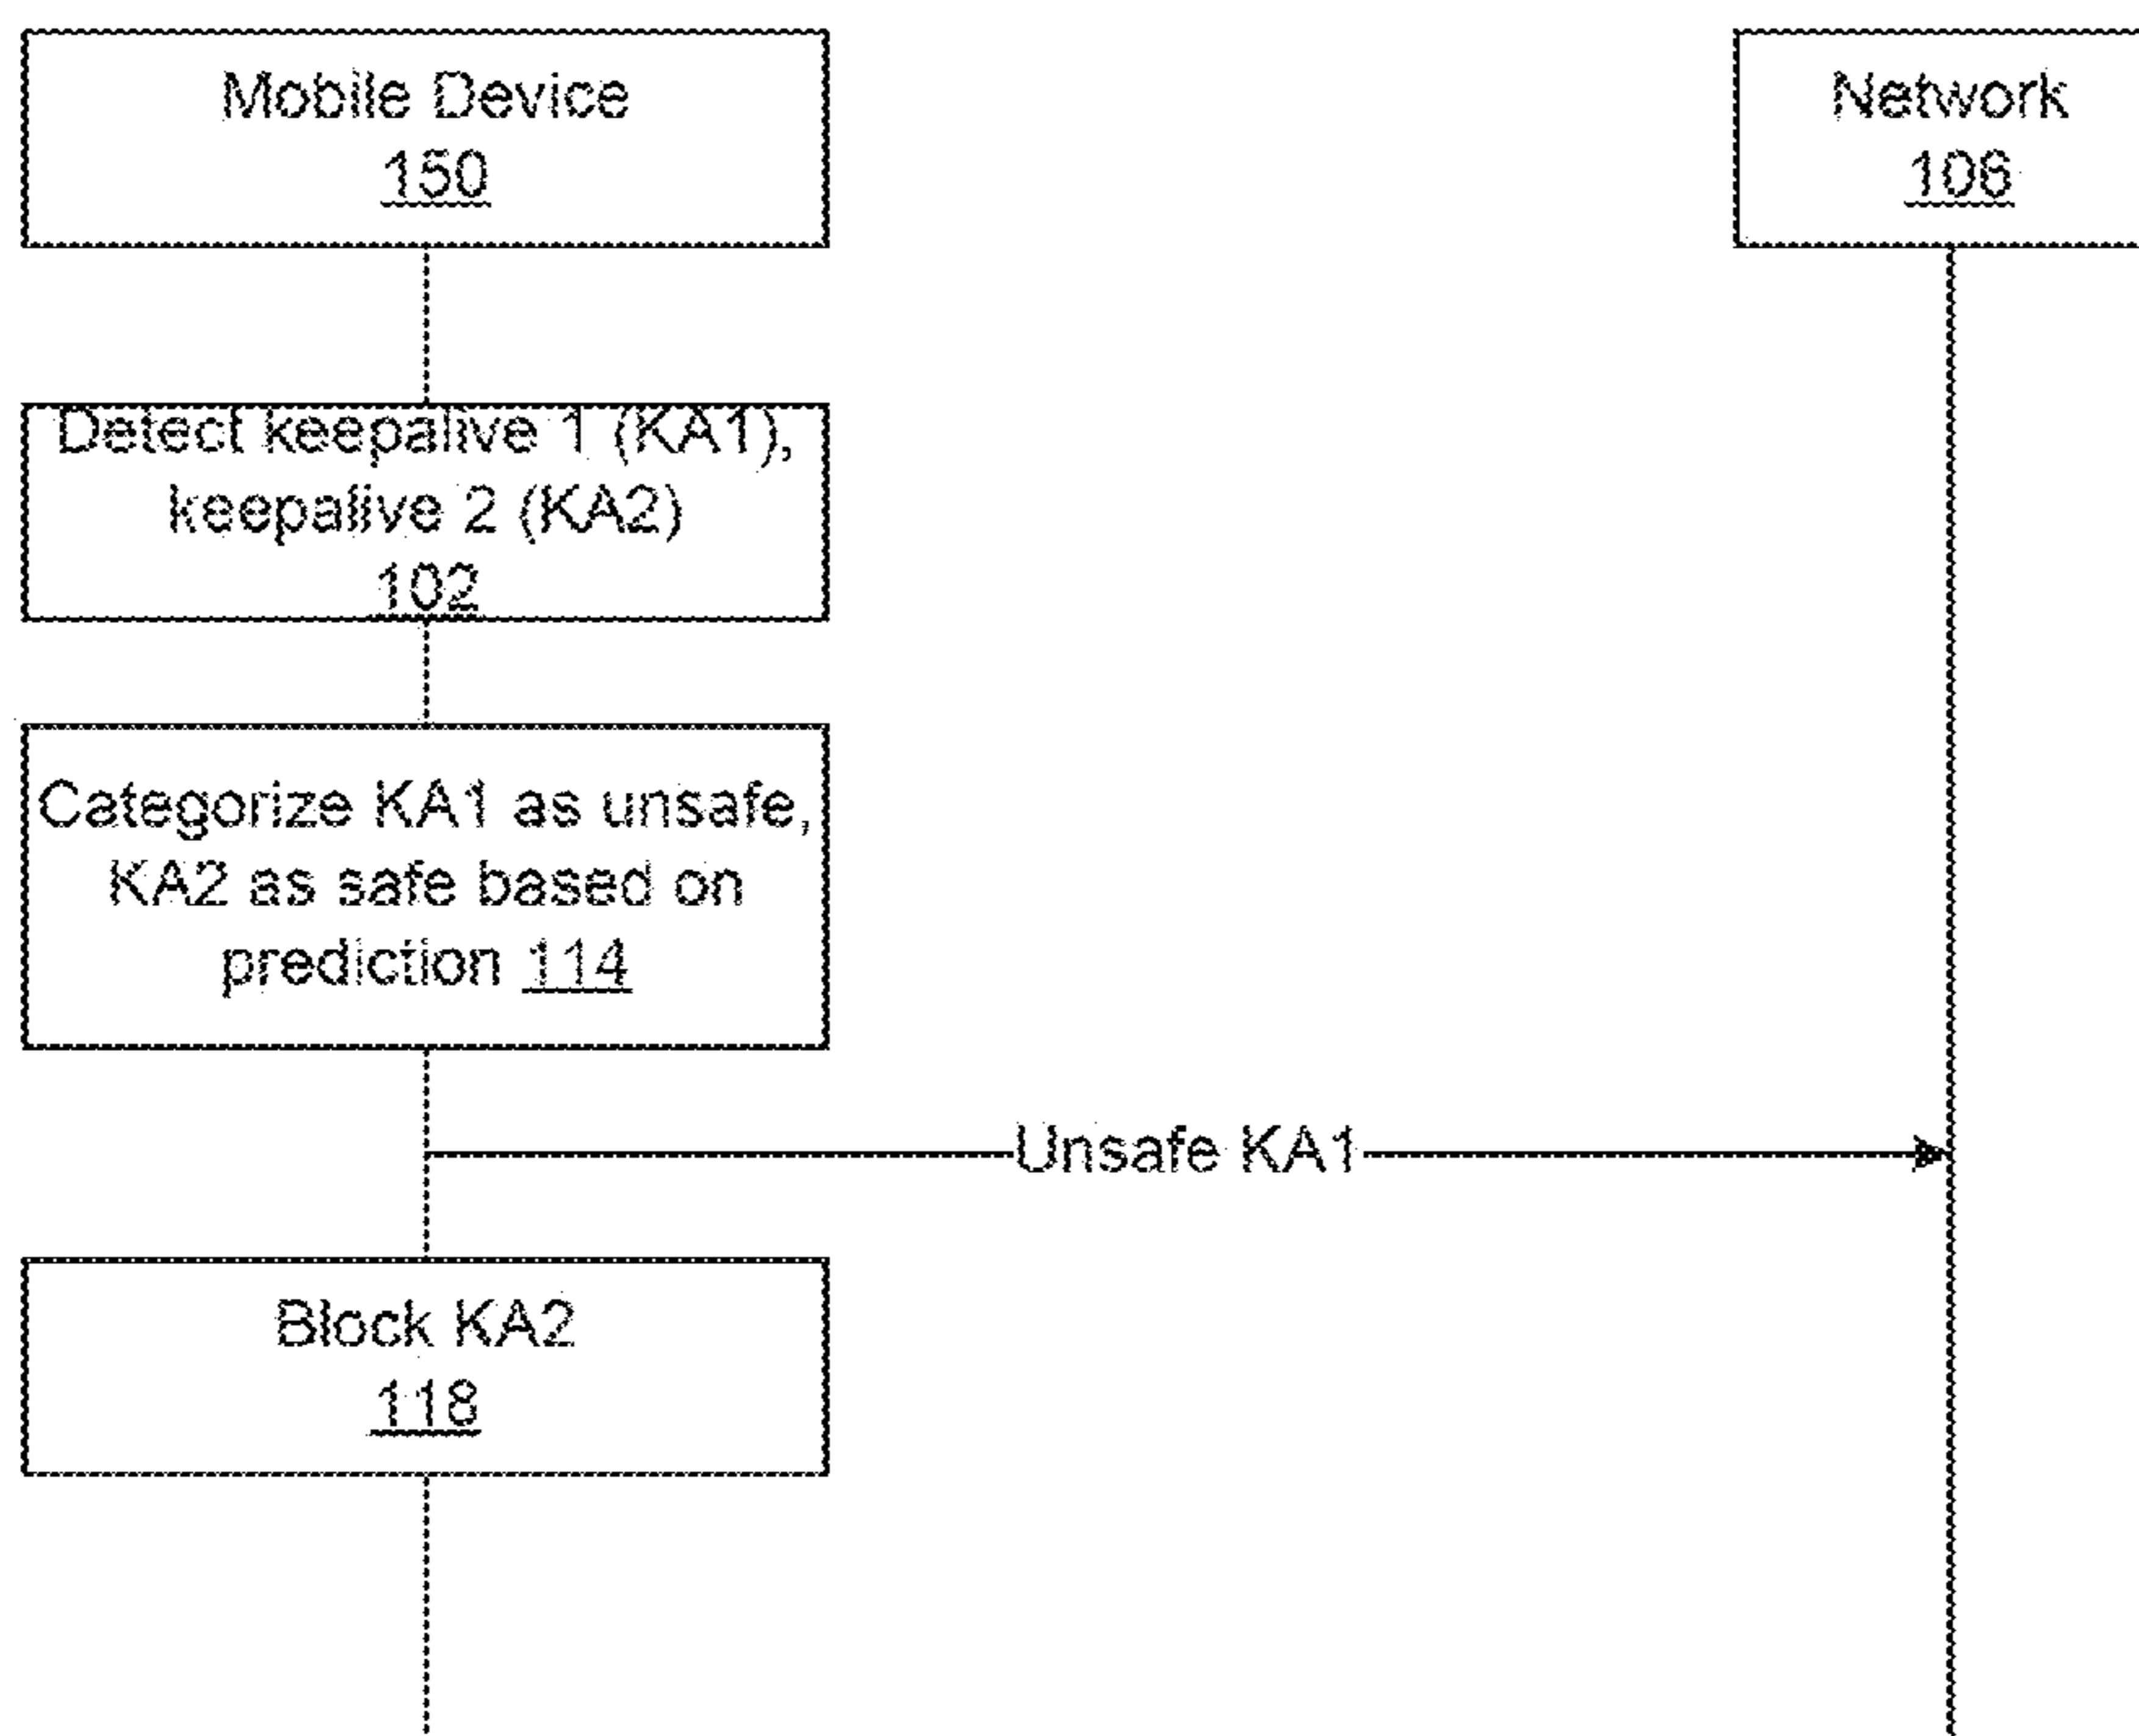 Mobile Device
150
Network
106
Detect keepalive 1 (KA1),
keepalive 2 (KA2)
102
Categorize KA1 as unsafe,
KA2 as safe based on
prediction 114
Unsafe KA1
Block KA2
118